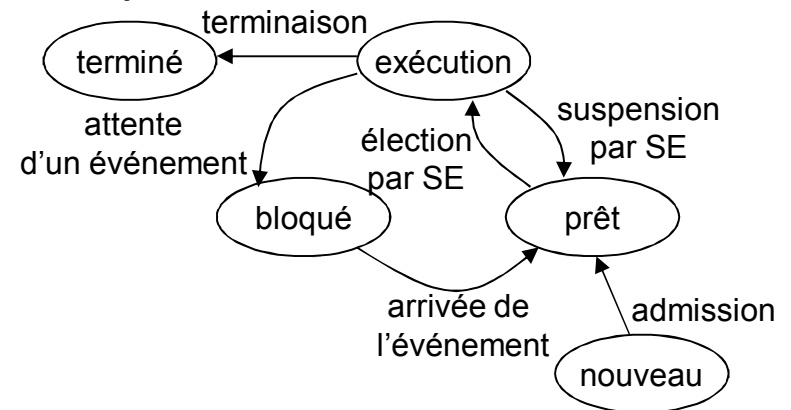 terminaison
terminé
exécution
attente
d'un événement
élection
par SE
suspension
par SE
bloqué
prêt
arrivée de
l'événement
admission
nouveau